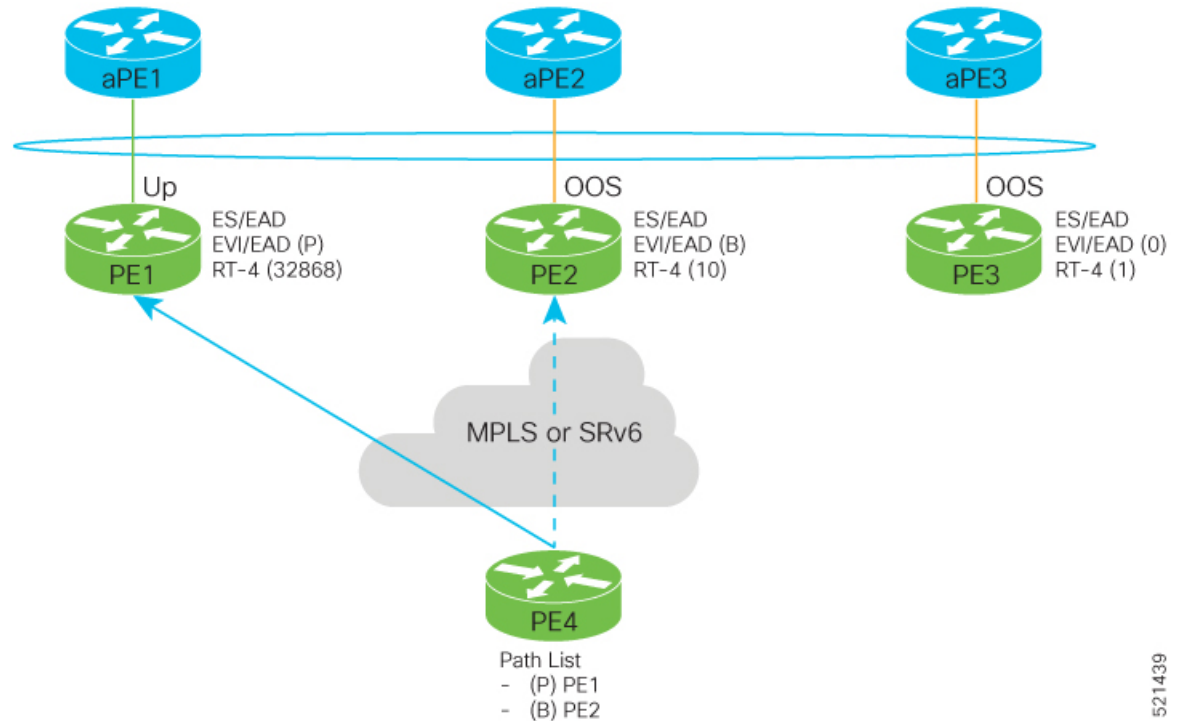 aPE1
aPE2
aPE3
Up
OOS
OOS
PE1
ES/EAD
EVI/EAD (P)
RT-4 (32868)
PE2
ES/EAD
EVI/EAD (B)
RT-4 (10)
PE3
ES/EAD
EVI/EAD (0)
RT-4 (1)
MPLS or SRv6
PE4
Path List
- (P) PE1
- (B) PE2
521439